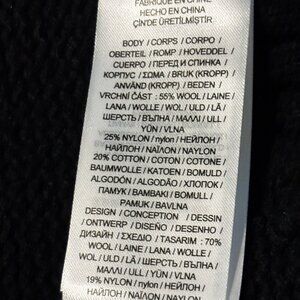 FABRIQUÉ EN CHINE
HECHO EN CHINA
ÇİN'DE ÜRETİLMİŞTİR
BODY / CORPS / CORPO /
OBERTEIL / ROMP / HOVEDDEL /
CUERPO / ПЕРЕД И СПИНКА /
КОРПУС / ΣΩΜΑ / BRUK (KROPP) /
ANVÄND (KROPP) / BEDEN /
VRCHNÍ ČÁST : 55% WOOL / LAINE /
LANA / WOLLE / WOL / ULD / LÃ /
ШЕРСТЬ / ВЪЛНА / ΜΑΛΛΙ / ULL /
YÜN / VLNA
25% NYLON / nylon / НЕЙЛОН /
НАЙЛОН / ΝΑΪΛΟΝ / NAYLON
20% COTTON / COTON / COTONE /
BAUMWOLLE / KATOEN / BOMULD /
ALGODÓN / ALGODÃO / ХЛОПОК /
ПАМУК / ΒΑΜΒΑΚΙ / BOMULL /
PAMUK / BAVLNA
DESIGN / CONCEPTION / DESSIN
/ ONTWERP / DISEÑO / DESENHO /
ДИЗАЙН / ΣΧΕΔΙΟ / TASARIM : 70%
WOOL / LAINE / LANA / WOLLE /
WOL / ULD / LÃ / ШЕРСТЬ / ВЪЛНА /
ΜΑΛΛΙ / ULL / YÜN / VLNA
19% NYLON / nylon / НЕЙЛОН /
НАЙЛОН / ΝΑΪΛΟΝ / NAYLON